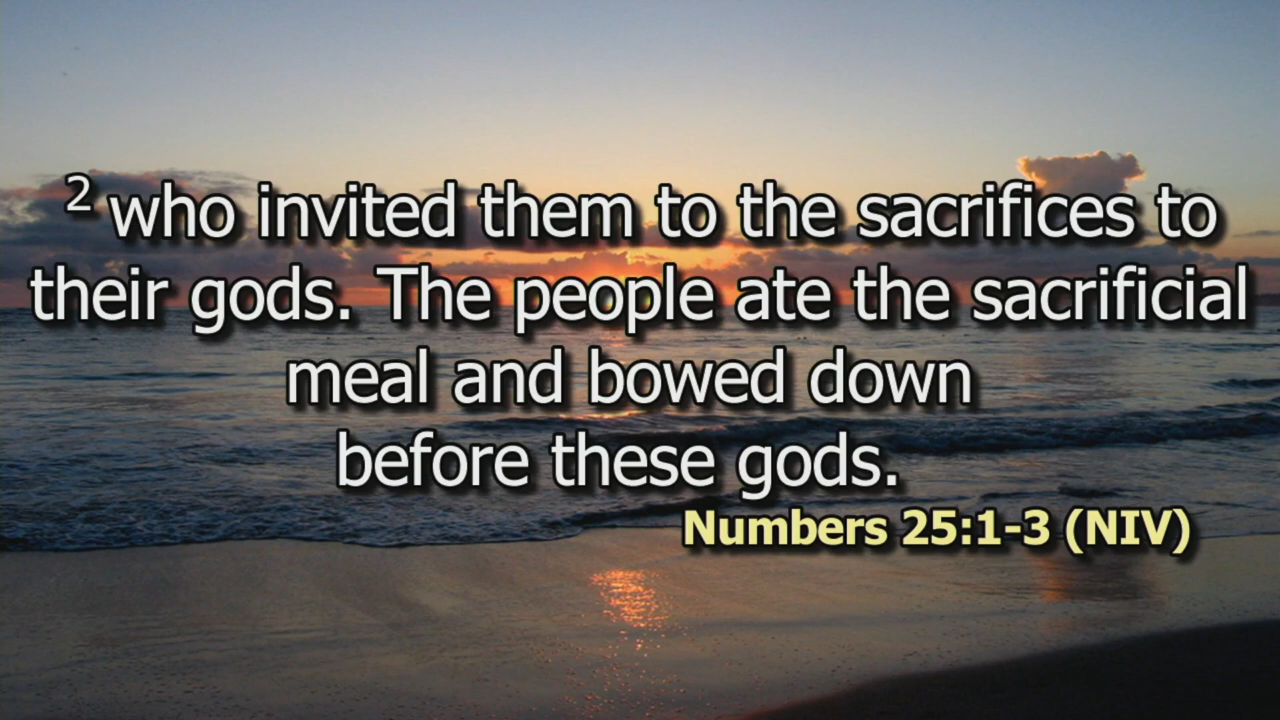 2 who invited them to the sacrifices to
their gods. The people ate the sacrificial
meal and bowed down
before these gods.
Numbers 25:1-3 (NIV)